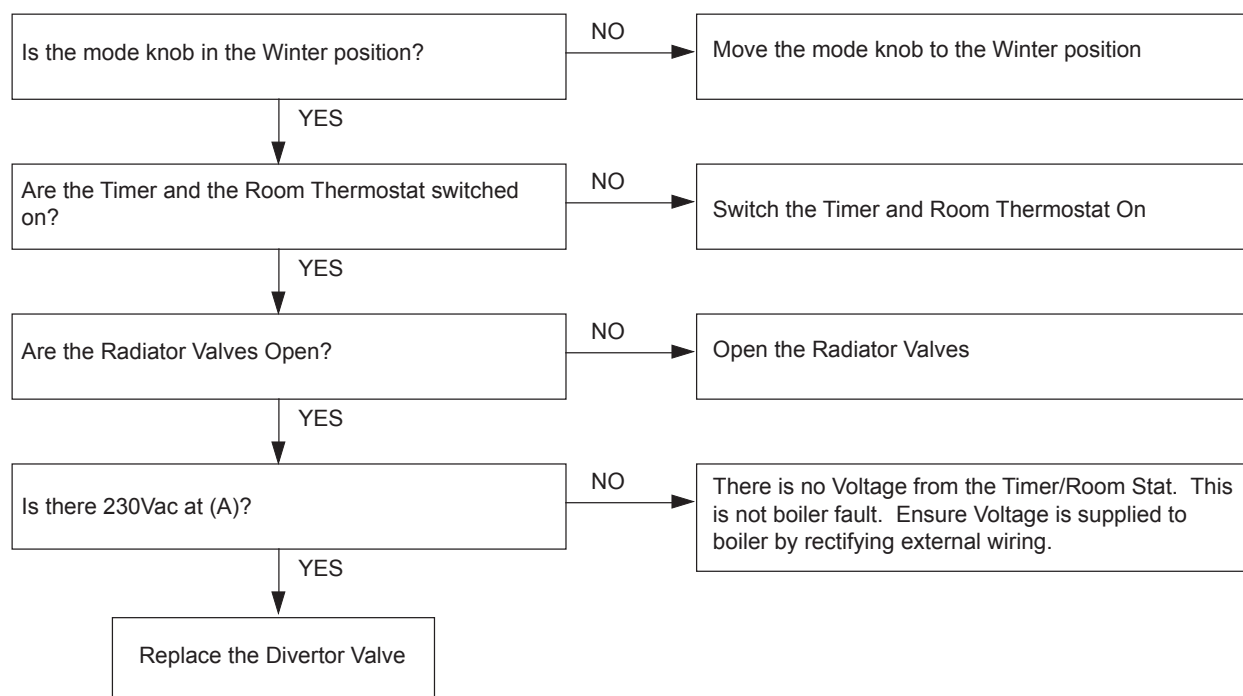 Is the mode knob in the Winter position?
NO
Move the mode knob to the Winter position
YES
Are the Timer and the Room Thermostat switched
on?
NO
Switch the Timer and Room Thermostat On
YES
Are the Radiator Valves Open?
NO
Open the Radiator Valves
YES
Is there 230Vac at (A)?
NO
There is no Voltage from the Timer/Room Stat.  This
is not boiler fault.  Ensure Voltage is supplied to
boiler by rectifying external wiring.
YES
Replace the Divertor Valve